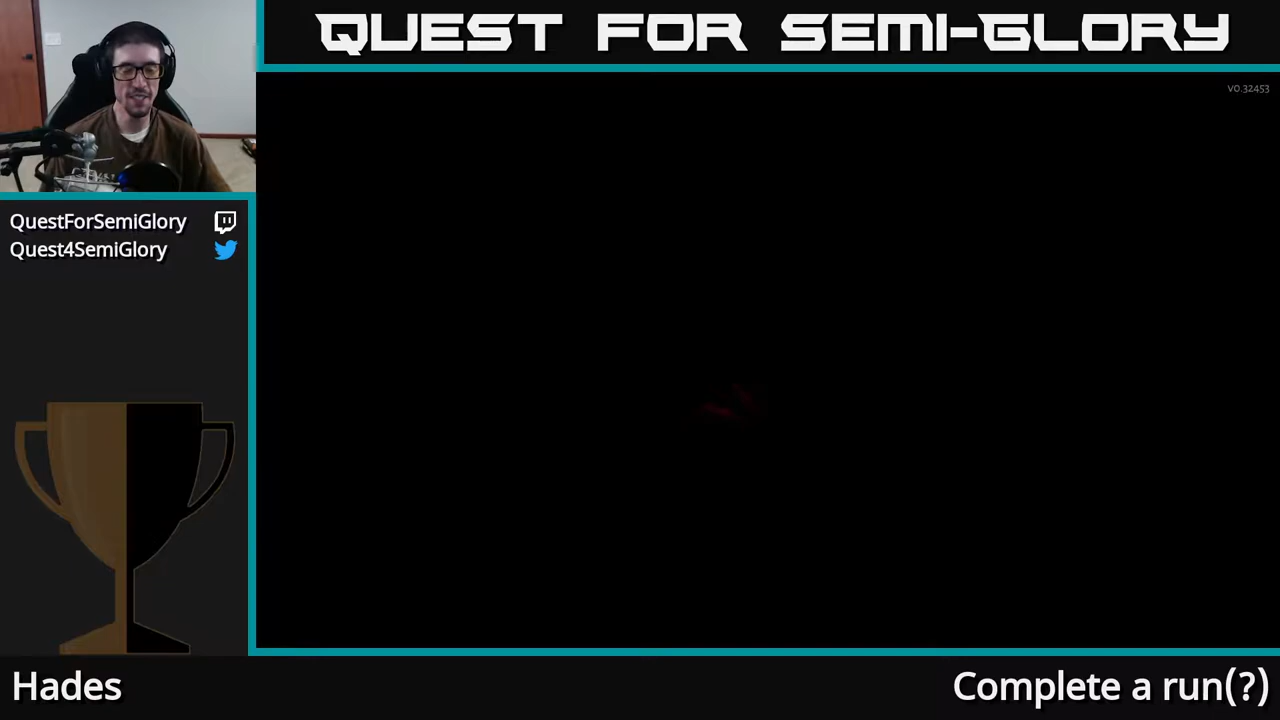 QUEST FOR SEMI-GLORY
V0.32453
QuestForSemiGlory
Quest4SemiGlory
Hades
Complete a run(?)